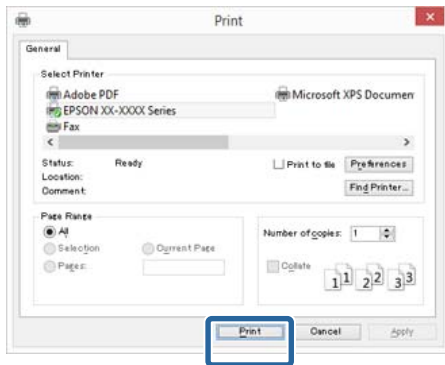 Print
General
Select Printer
Adobe PDF
Microsoft XPS Documen
EPSON XX-XXXX Series
Fax
Status: Ready
Print to file
Preferences
Location:
Comment:
Find Printer...
Page Range
All
Selection
Current Page
Pages:
Number of copies: 1
Collate
1 1 2 2 3 3
Print
Cancel
Apply